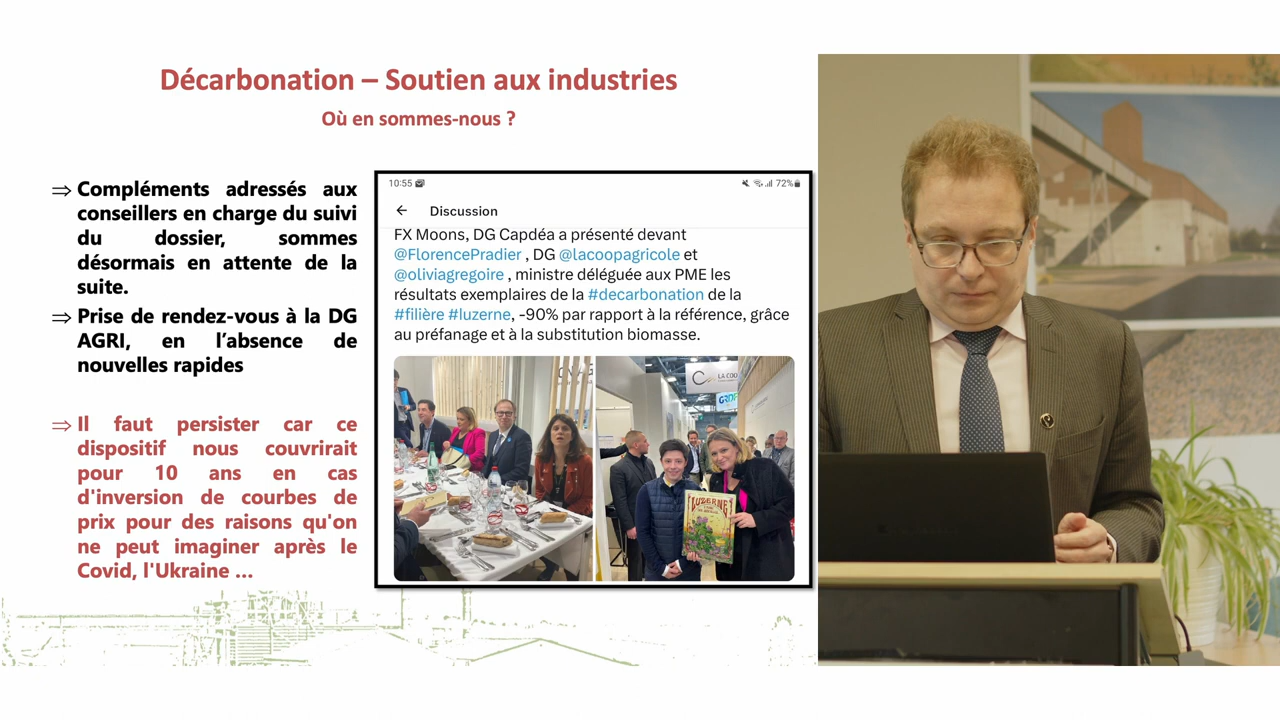 Décarbonation – Soutien aux industries
Où en sommes-nous ?
⇒ Compléments adressés aux
conseillers en charge du suivi
du dossier, sommes
désormais en attente de la
suite.
⇒ Prise de rendez-vous à la DG
AGRI, en l’absence de
nouvelles rapides
⇒ Il faut persister car ce
dispositif nous couvrirait
pour 10 ans en cas
d'inversion de courbes de
prix pour des raisons qu'on
ne peut imaginer après le
Covid, l'Ukraine ...
10:55 72%
← Discussion
FX Moons, DG Capdéa a présenté devant
@FlorencePradier , DG @lacoopagricole et
@oliviagregoire , ministre déléguée aux PME les
résultats exemplaires de la #decarbonation de la
#filière #luzerne, -90% par rapport à la référence, grâce
au préfanage et à la substitution biomasse.
LA COO
LUZERNE